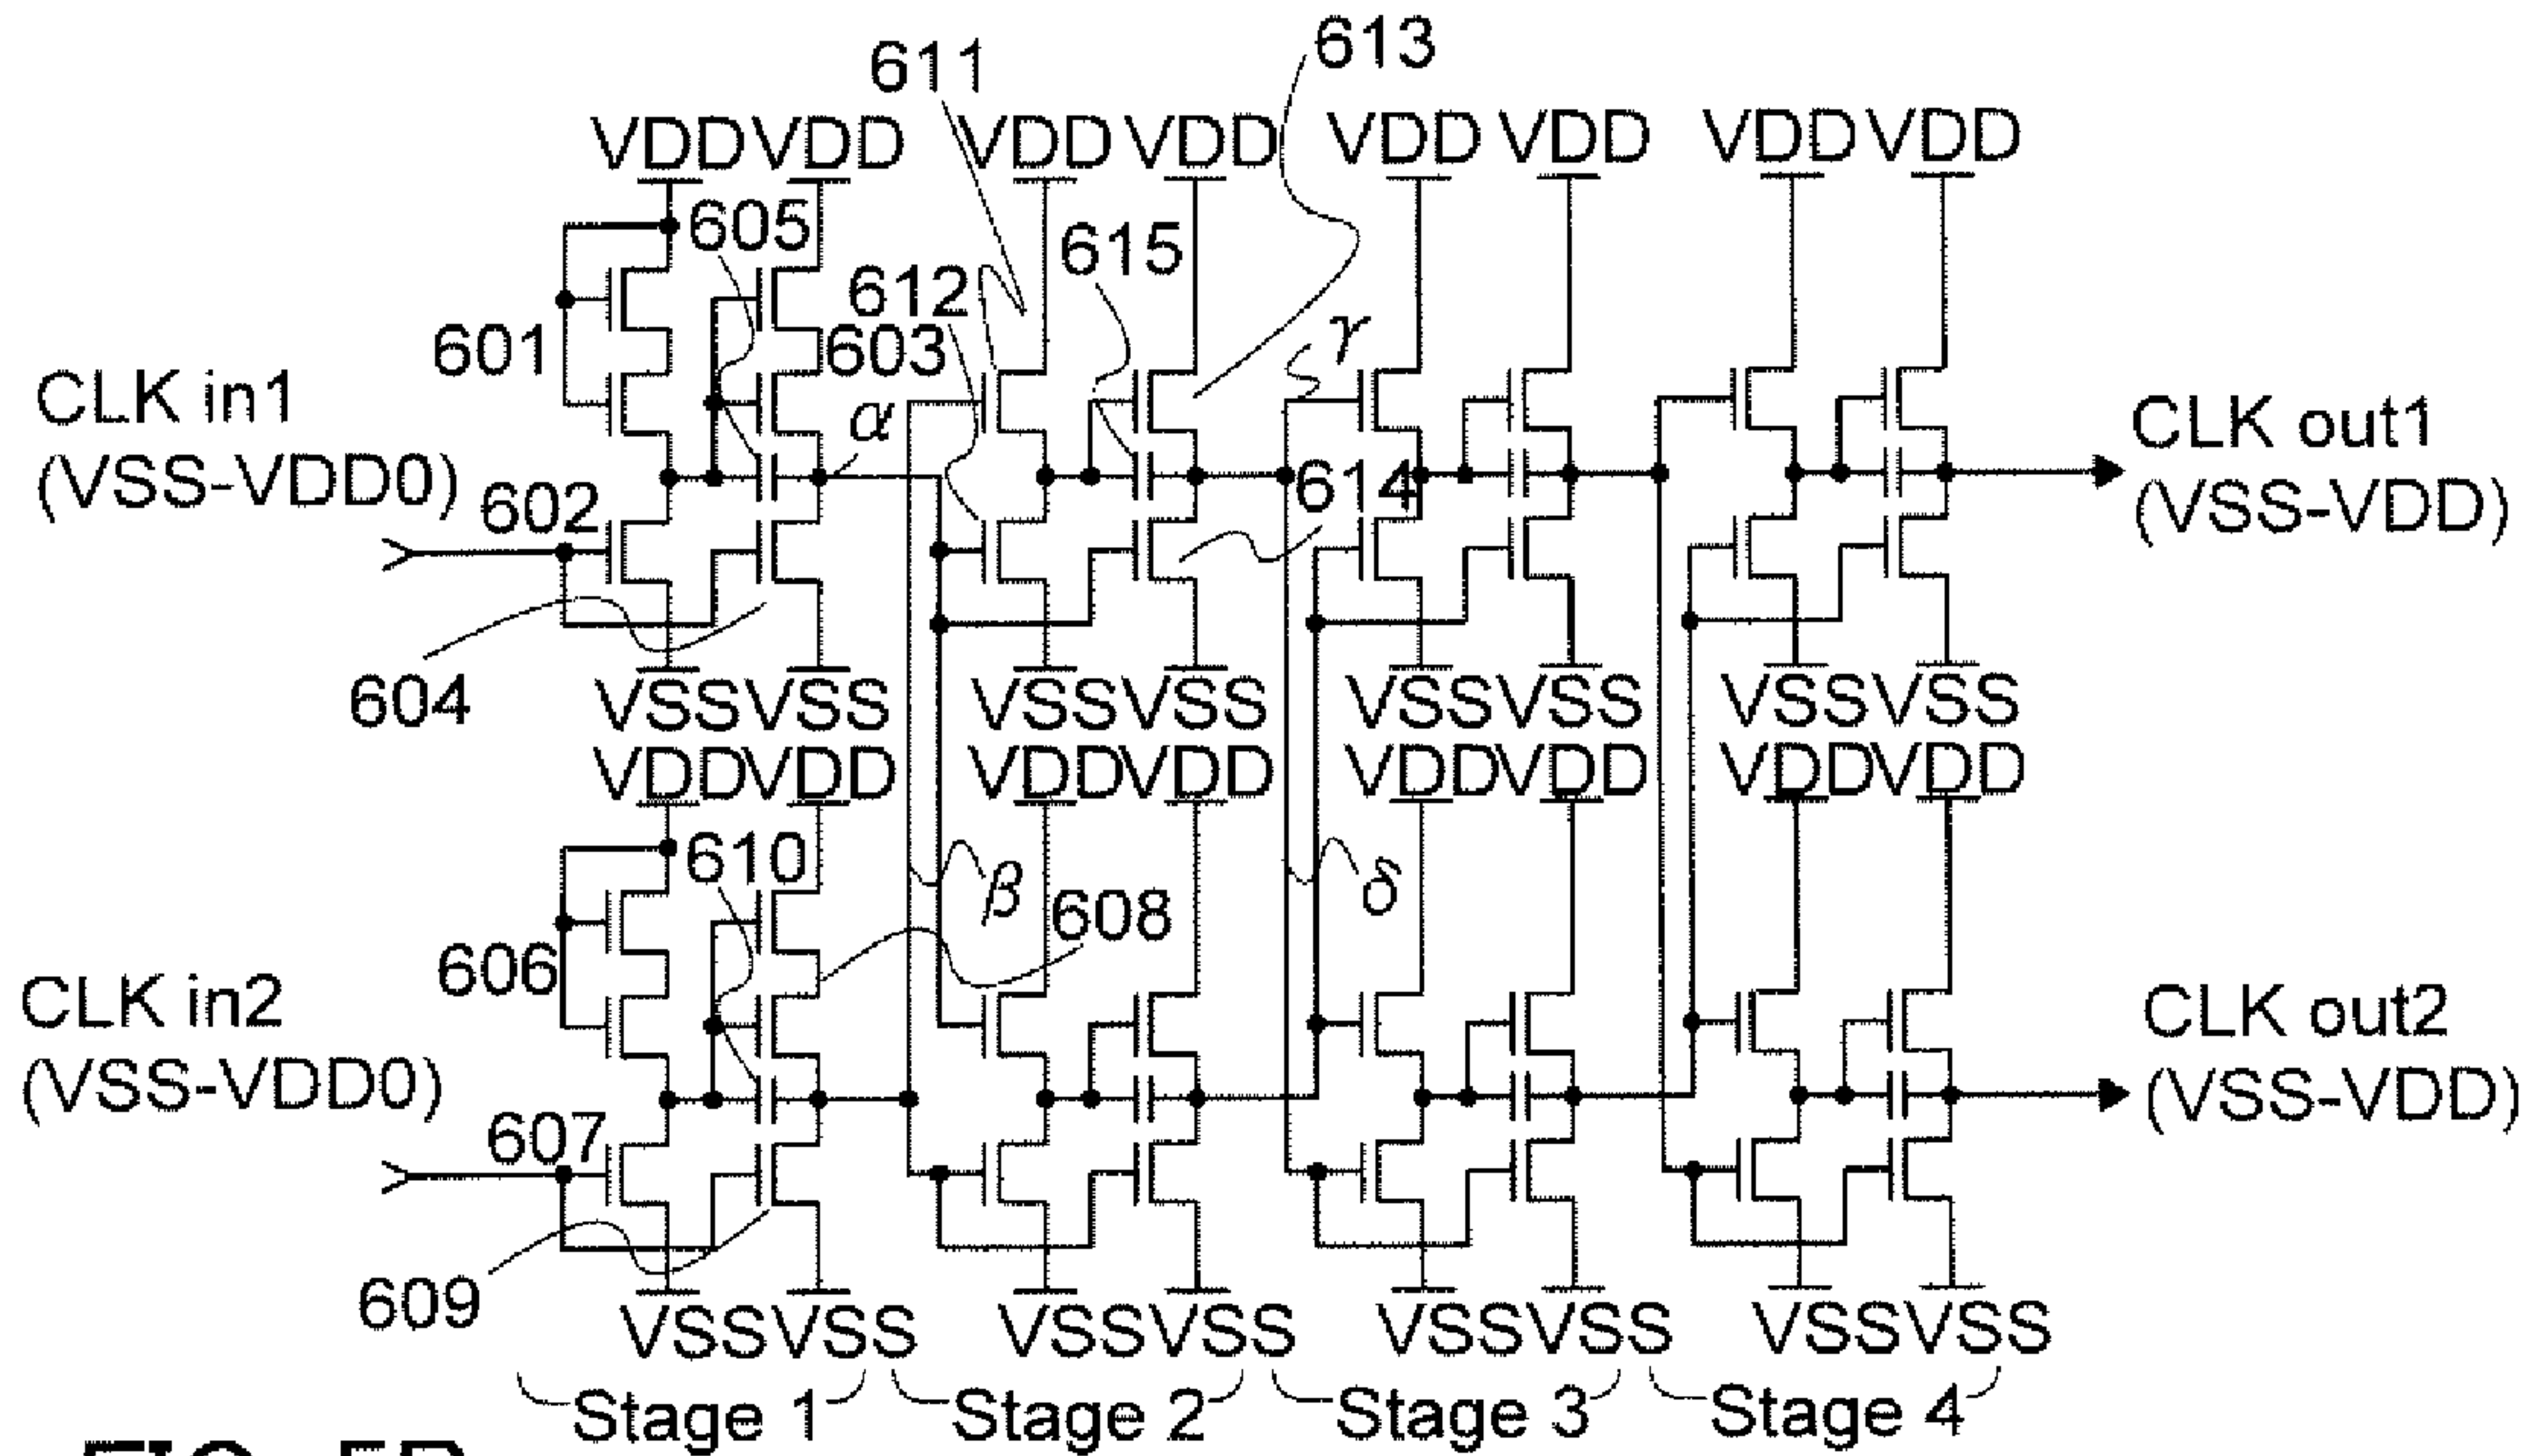 613
611
VDD VDD VDD VDD VDD VDD VDD VDD
605
615
612
601
603
γ
CLK in1
(VSS-VDD0)
α
CLK out1
(VSS-VDD)
602
614
604
VSS VSS VSS VSS VSS VSS VSS VSS
VDD VDD VDD VDD VDD VDD VDD VDD
610
β
δ
608
606
CLK in2
(VSS-VDD0)
CLK out2
(VSS-VDD)
607
609
VSS VSS VSS VSS VSS VSS VSS VSS
Stage 1 Stage 2 Stage 3 Stage 4